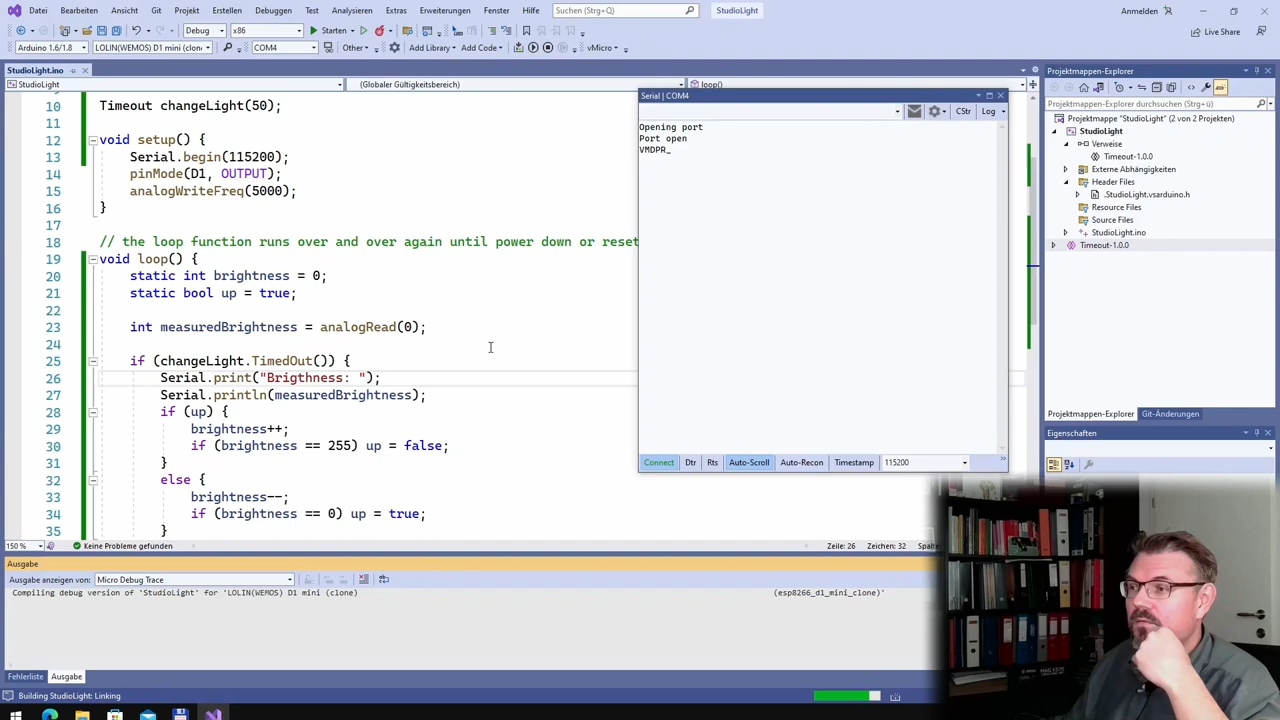 Datei Bearbeiten Ansicht Git Projekt Erstellen Debuggen Test Analysieren Extras Erweiterungen Fenster Hilfe Suchen (Strg+Q) StudioLight Anmelden
Debug x86 Starten Live Share
Arduino 1.6/1.8 LOLIN(WEMOS) D1 mini (clone) COM4 Other Add Library Add Code vMicro
StudioLight.ino
StudioLight (Globaler Gültigkeitsbereich) loop()
10 Timeout changeLight(50);
11
12 void setup() {
13 Serial.begin(115200);
14 pinMode(D1, OUTPUT);
15 analogWriteFreq(5000);
16 }
17
18 // the loop function runs over and over again until power down or reset
19 void loop() {
20 static int brightness = 0;
21 static bool up = true;
22
23 int measuredBrightness = analogRead(0);
24
25 if (changeLight.TimedOut()) {
26 Serial.print("Brigthness: ");
27 Serial.println(measuredBrightness);
28 if (up) {
29 brightness++;
30 if (brightness == 255) up = false;
31 }
32 else {
33 brightness--;
34 if (brightness == 0) up = true;
35 }
150 % Keine Probleme gefunden Zeile: 26 Zeichen: 32 Spalte
Serial | COM4
CStr Log
Opening port
Port open
VMDPR_
Connect Dtr Rts Auto-Scroll Auto-Recon Timestamp 115200
Projektmappen-Explorer
Projektmappen-Explorer durchsuchen (Strg+ü)
Projektmappe "StudioLight" (2 von 2 Projekten)
StudioLight
Verweise
Timeout-1.0.0
Externe Abhängigkeiten
Header Files
.StudioLight.vsarduino.h
Resource Files
Source Files
StudioLight.ino
Timeout-1.0.0
Projektmappen-Explorer Git-Änderungen
Eigenschaften
Ausgabe
Ausgabe anzeigen von: Micro Debug Trace
Compiling debug version of 'StudioLight' for 'LOLIN(WEMOS) D1 mini (clone) (esp8266_d1_mini_clone)'
Fehlerliste Ausgabe
Building StudioLight: Linking